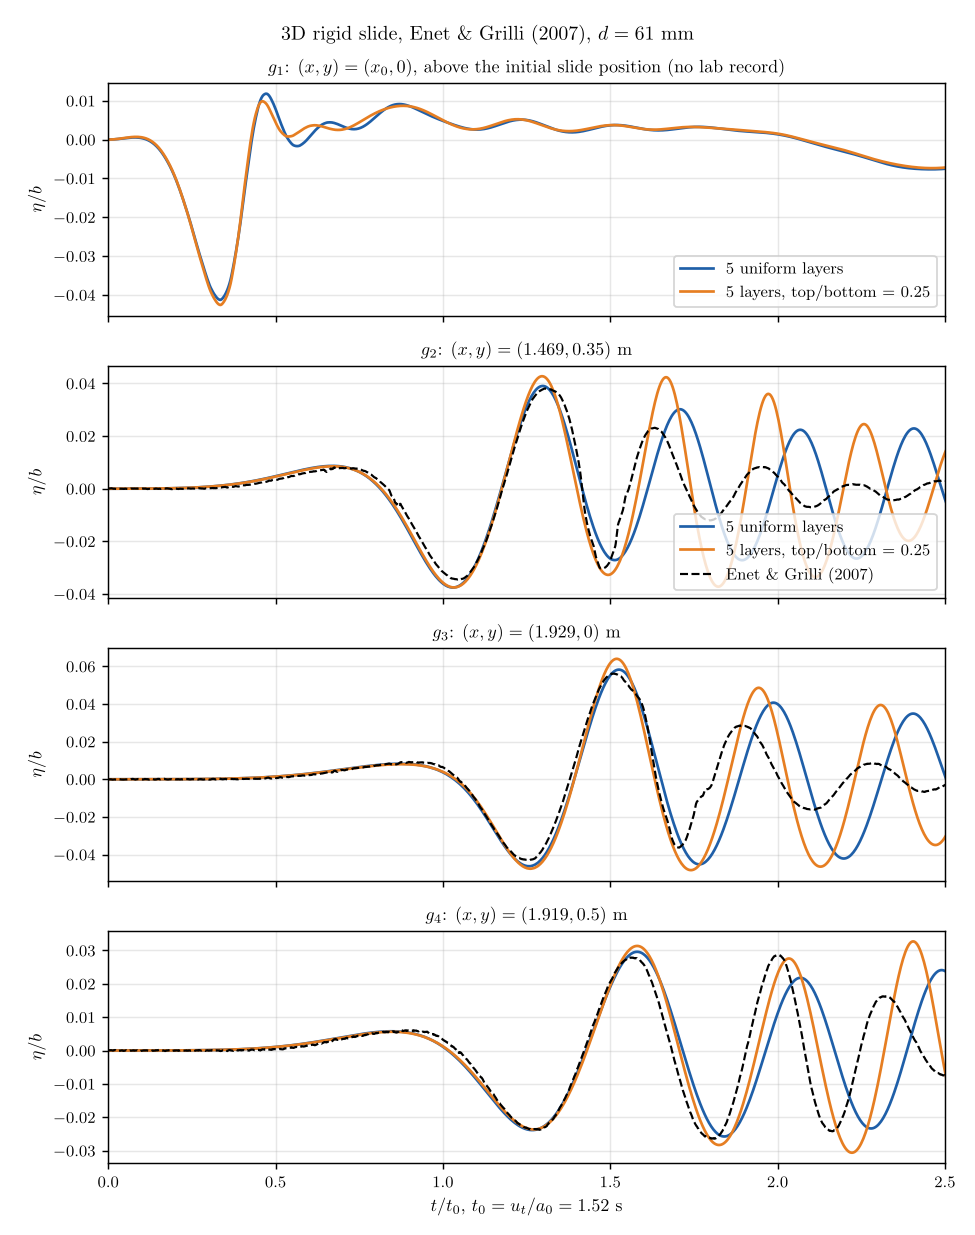 3D rigid slide, Enet & Grilli (2007), d = 61 mm
g₁: (x, y) = (x₀, 0), above the initial slide position (no lab record)
0.01
0.00
−0.01
−0.02
−0.03
−0.04
η/b
5 uniform layers
5 layers, top/bottom = 0.25
g₂: (x, y) = (1.469, 0.35) m
0.04
0.02
0.00
−0.02
−0.04
η/b
5 uniform layers
5 layers, top/bottom = 0.25
Enet & Grilli (2007)
g₃: (x, y) = (1.929, 0) m
0.06
0.04
0.02
0.00
−0.02
−0.04
η/b
g₄: (x, y) = (1.919, 0.5) m
0.03
0.02
0.01
0.00
−0.01
−0.02
−0.03
η/b
0.0 0.5 1.0 1.5 2.0 2.5
t/t₀, t₀ = uₜ/a₀ = 1.52 s